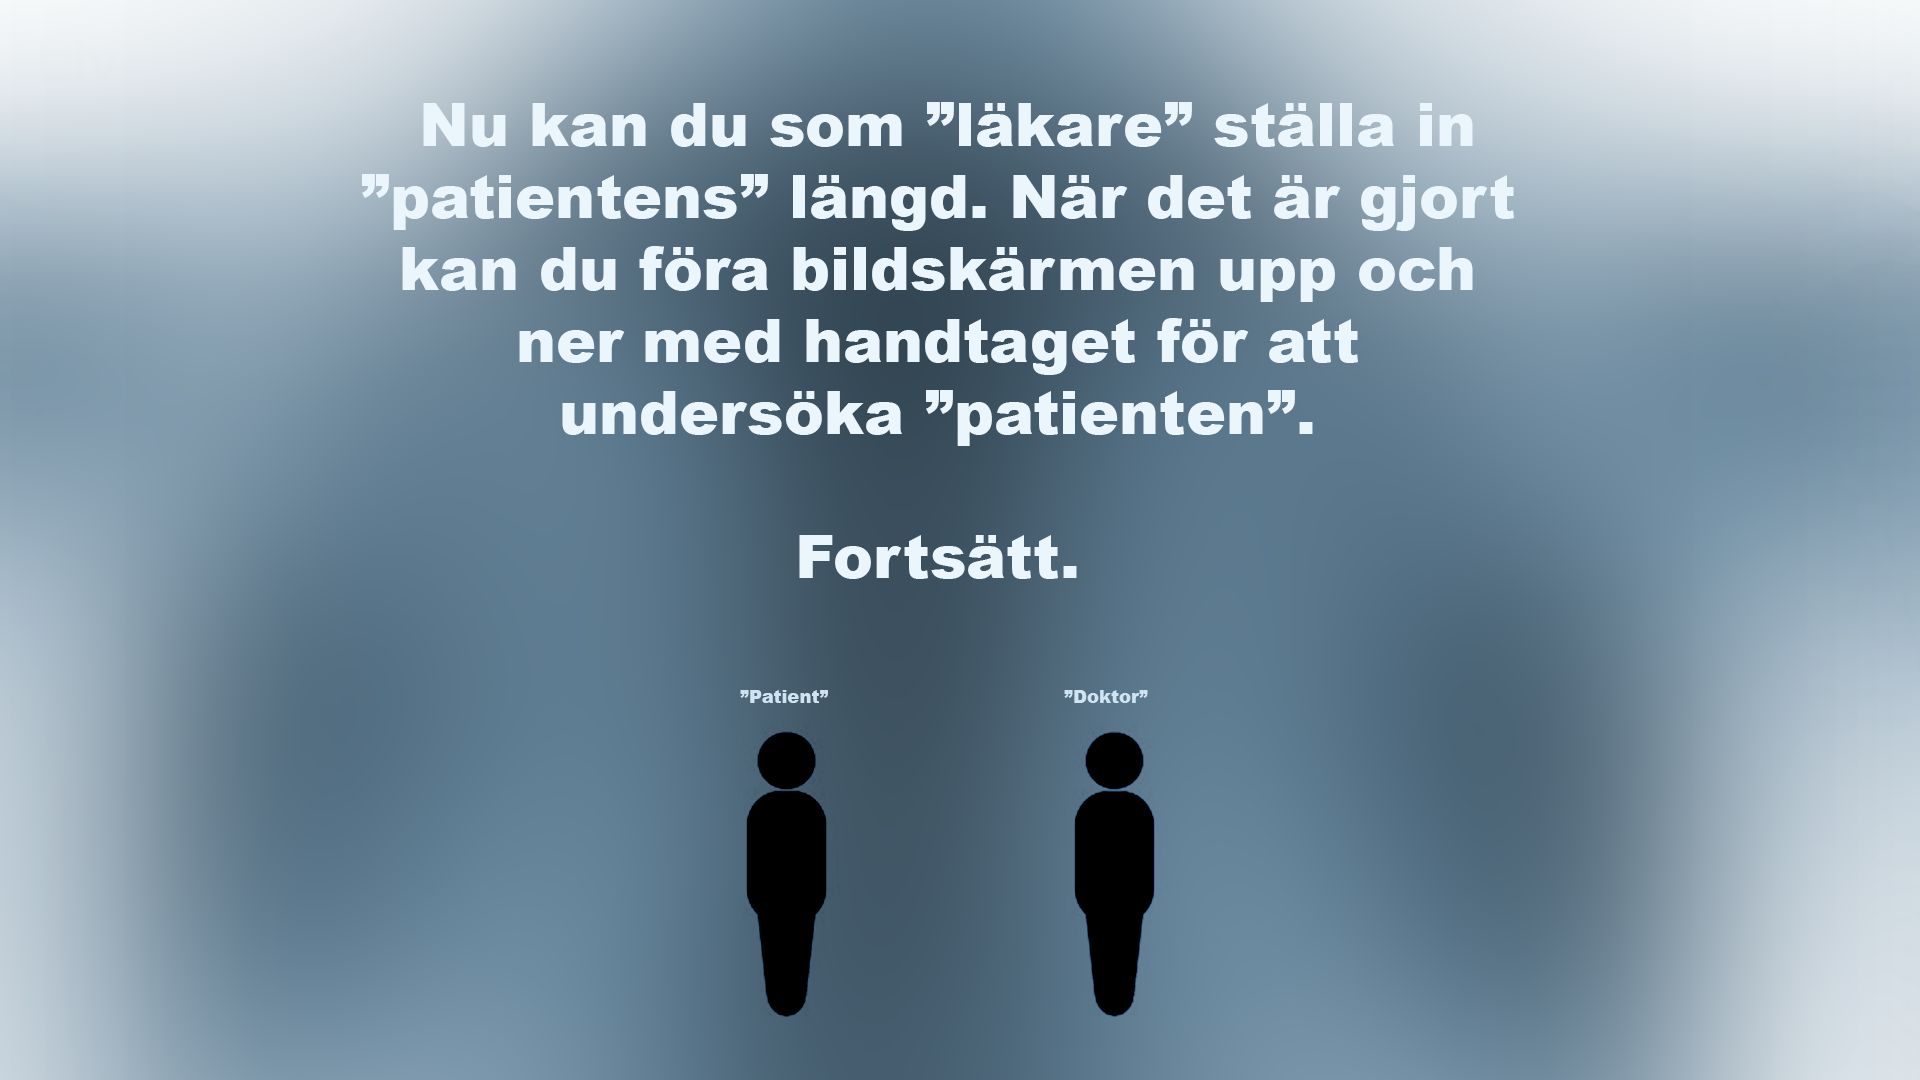 Nu kan du som ”läkare” ställa in
”patientens” längd. När det är gjort
kan du föra bildskärmen upp och
ner med handtaget för att
undersöka ”patienten”.
Fortsätt.
”Patient” ”Doktor”